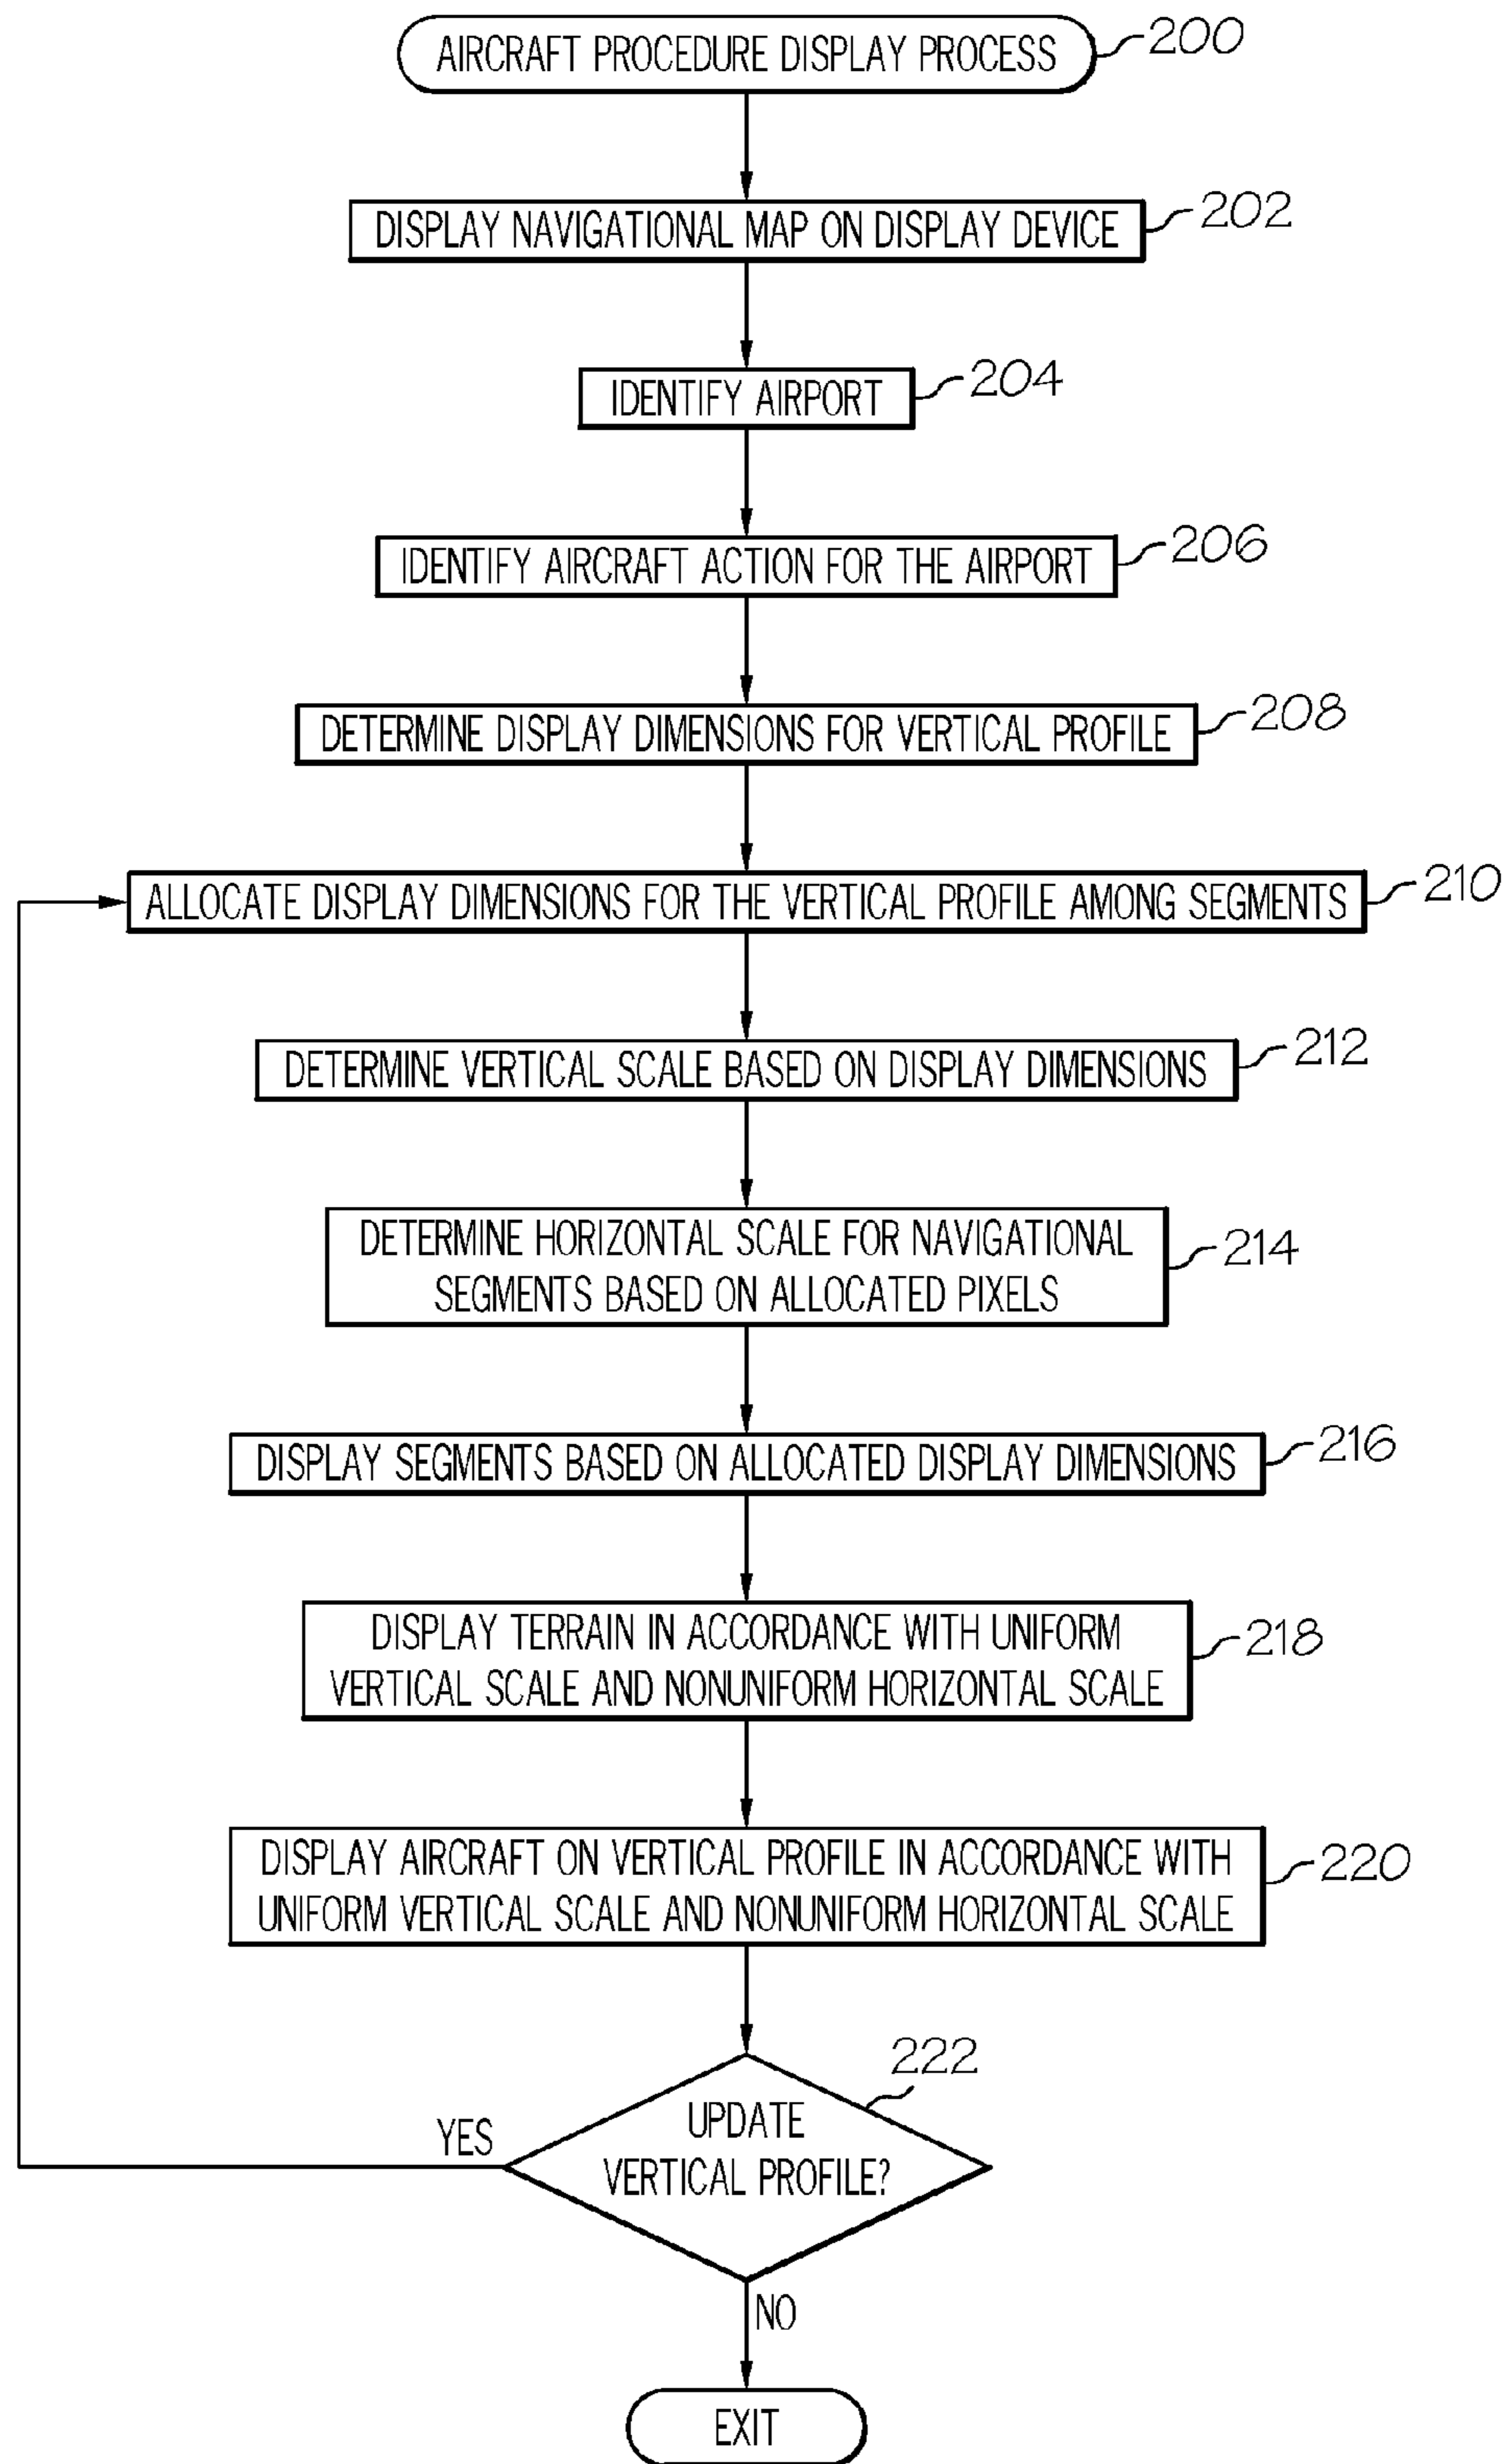 AIRCRAFT PROCEDURE DISPLAY PROCESS
200
DISPLAY NAVIGATIONAL MAP ON DISPLAY DEVICE
202
IDENTIFY AIRPORT
204
IDENTIFY AIRCRAFT ACTION FOR THE AIRPORT
206
DETERMINE DISPLAY DIMENSIONS FOR VERTICAL PROFILE
208
ALLOCATE DISPLAY DIMENSIONS FOR THE VERTICAL PROFILE AMONG SEGMENTS
210
DETERMINE VERTICAL SCALE BASED ON DISPLAY DIMENSIONS
212
DETERMINE HORIZONTAL SCALE FOR NAVIGATIONAL
SEGMENTS BASED ON ALLOCATED PIXELS
214
DISPLAY SEGMENTS BASED ON ALLOCATED DISPLAY DIMENSIONS
216
DISPLAY TERRAIN IN ACCORDANCE WITH UNIFORM
VERTICAL SCALE AND NONUNIFORM HORIZONTAL SCALE
218
DISPLAY AIRCRAFT ON VERTICAL PROFILE IN ACCORDANCE WITH
UNIFORM VERTICAL SCALE AND NONUNIFORM HORIZONTAL SCALE
220
222
UPDATE
VERTICAL PROFILE?
YES
NO
EXIT